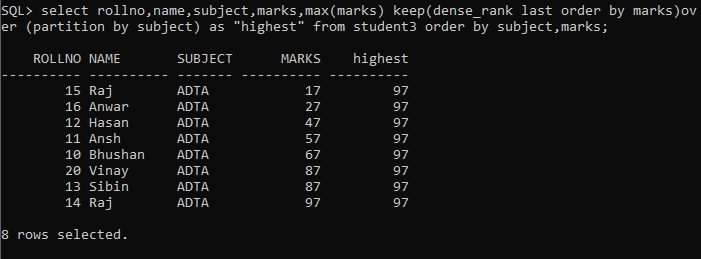 SQL> select rollno,name,subject,marks,max(marks) keep(dense_rank last order by marks)ov
er (partition by subject) as "highest" from student3 order by subject,marks;
    ROLLNO NAME       SUBJECT      MARKS    highest
---------- ---------- ------- ---------- ----------
        15 Raj        ADTA            17         97
        16 Anwar      ADTA            27         97
        12 Hasan      ADTA            47         97
        11 Ansh       ADTA            57         97
        10 Bhushan    ADTA            67         97
        20 Vinay      ADTA            87         97
        13 Sibin      ADTA            87         97
        14 Raj        ADTA            97         97
8 rows selected.